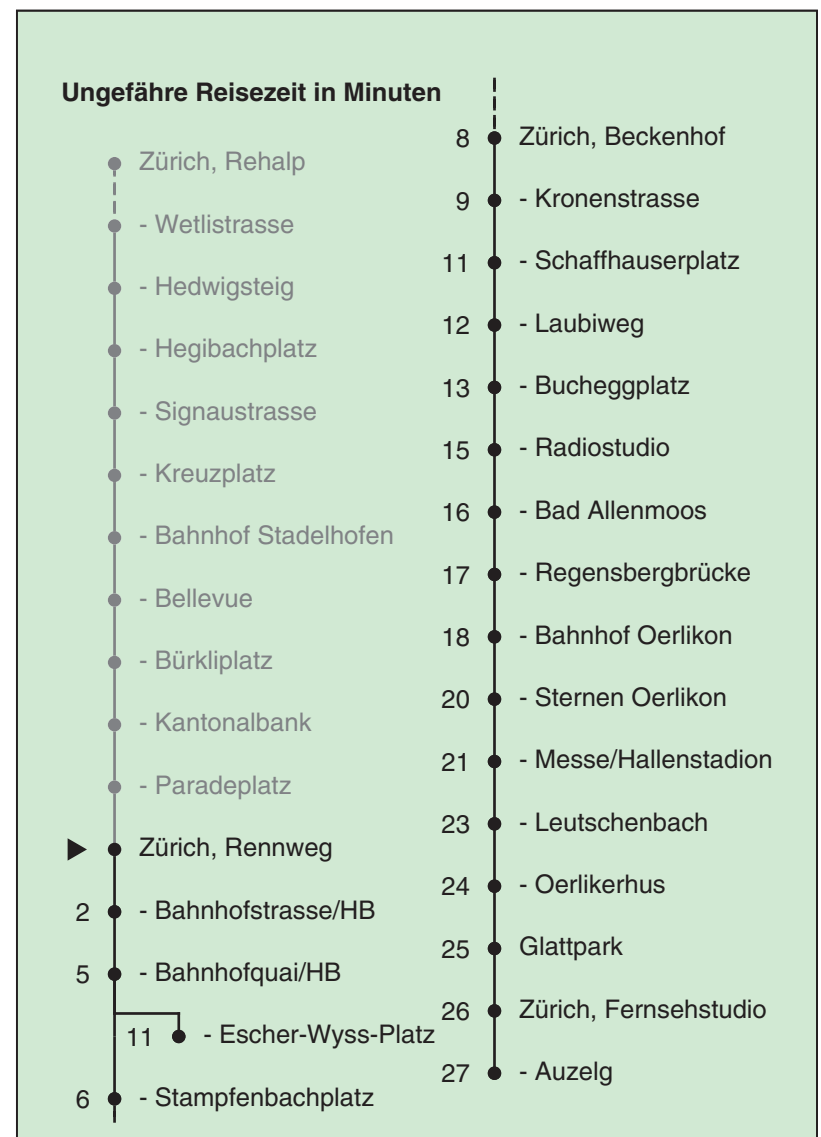 Ungefähre Reisezeit in Minuten
Zürich, Rehalp
- Wetlistrasse
- Hedwigsteig
- Hegibachplatz
- Signaustrasse
- Kreuzplatz
- Bahnhof Stadelhofen
- Bellevue
- Bürkliplatz
- Kantonalbank
- Paradeplatz
Zürich, Rennweg
2 - Bahnhofstrasse/HB
5 - Bahnhofquai/HB
11 - Escher-Wyss-Platz
6 - Stampfenbachplatz
8 Zürich, Beckenhof
9 - Kronenstrasse
11 - Schaffhauserplatz
12 - Laubiweg
13 - Bucheggplatz
15 - Radiostudio
16 - Bad Allenmoos
17 - Regensbergbrücke
18 - Bahnhof Oerlikon
20 - Sternen Oerlikon
21 - Messe/Hallenstadion
23 - Leutschenbach
24 - Oerlikerhus
25 Glattpark
26 Zürich, Fernsehstudio
27 - Auzelg